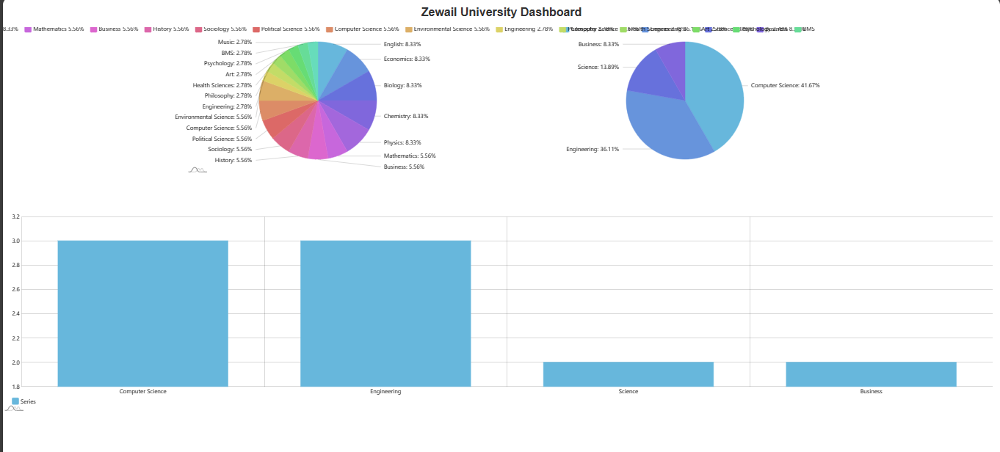 Zewail University Dashboard
8.33% Mathematics 5.56% Business 5.56% History 5.56% Sociology 5.56% Political Science 5.56% Computer Science 5.56% Environmental Science 5.56% Engineering 2.78% BMS
Music: 2.78%
BMS: 2.78%
Psychology: 2.78%
Art: 2.78%
Health Sciences: 2.78%
Philosophy: 2.78%
Engineering: 2.78%
Environmental Science: 5.56%
Computer Science: 5.56%
Political Science: 5.56%
Sociology: 5.56%
History: 5.56%
English: 8.33%
Economics: 8.33%
Biology: 8.33%
Chemistry: 8.33%
Physics: 8.33%
Mathematics: 5.56%
Business: 5.56%
Business: 8.33%
Science: 13.89%
Engineering: 36.11%
Computer Science: 41.67%
3.2
3.0
2.8
2.6
2.4
2.2
2.0
1.8
Computer Science
Engineering
Science
Business
Series